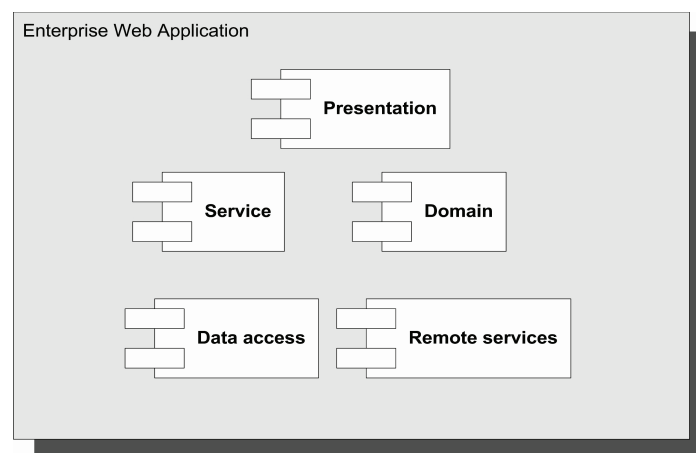 Enterprise Web Application
Presentation
Service
Domain
Data access
Remote services